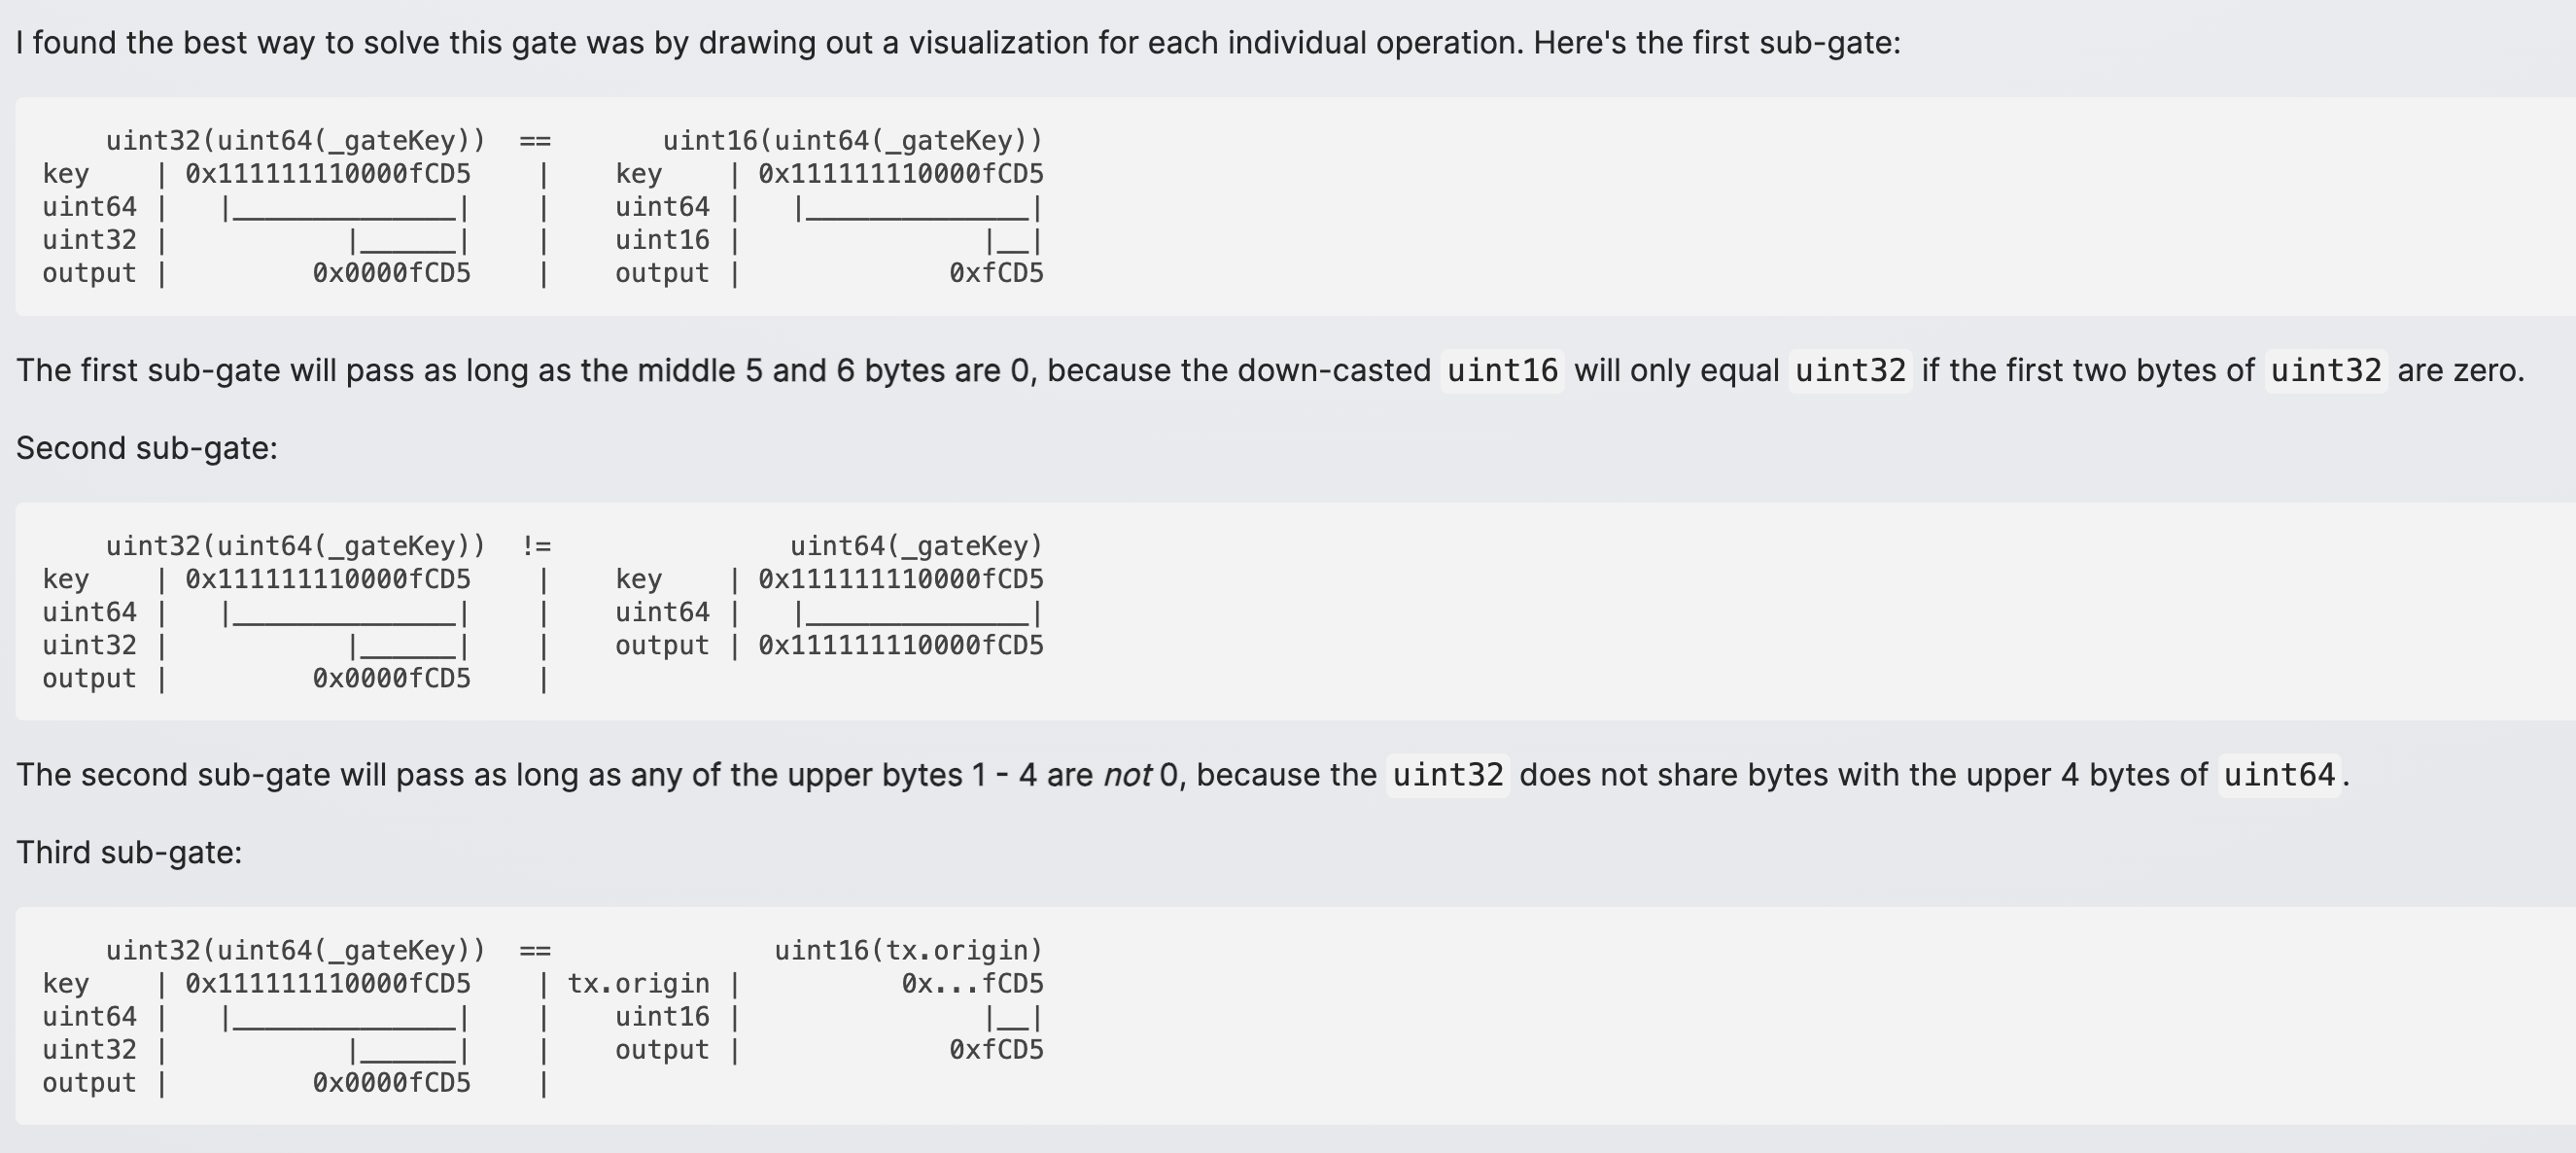 I found the best way to solve this gate was by drawing out a visualization for each individual operation. Here's the first sub-gate:
    uint32(uint64(_gateKey))  ==       uint16(uint64(_gateKey))
key    | 0x111111110000fCD5    |    key    | 0x111111110000fCD5
uint64 |   |______________|    |    uint64 |   |______________|
uint32 |           |______|    |    uint16 |               |__|
output |         0x0000fCD5    |    output |             0xfCD5
The first sub-gate will pass as long as the middle 5 and 6 bytes are 0, because the down-casted uint16 will only equal uint32 if the first two bytes of uint32 are zero.
Second sub-gate:
    uint32(uint64(_gateKey))  !=               uint64(_gateKey)
key    | 0x111111110000fCD5    |    key    | 0x111111110000fCD5
uint64 |   |______________|    |    uint64 |   |______________|
uint32 |           |______|    |    output | 0x111111110000fCD5
output |         0x0000fCD5    |
The second sub-gate will pass as long as any of the upper bytes 1 - 4 are not 0, because the uint32 does not share bytes with the upper 4 bytes of uint64.
Third sub-gate:
    uint32(uint64(_gateKey))  ==              uint16(tx.origin)
key    | 0x111111110000fCD5    | tx.origin |          0x...fCD5
uint64 |   |______________|    |    uint16 |               |__|
uint32 |           |______|    |    output |             0xfCD5
output |         0x0000fCD5    |